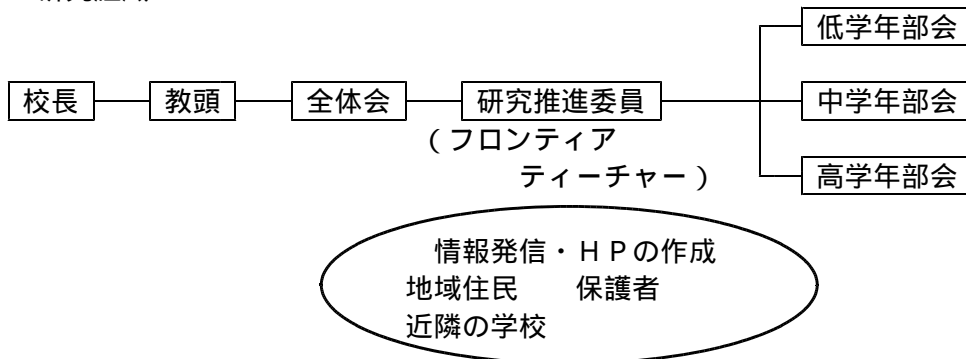 低学年部会
校長 教頭 全体会 研究推進委員 中学年部会
(フロンティア
ティーチャー)
高学年部会
情報発信・HPの作成
地域住民 保護者
近隣の学校